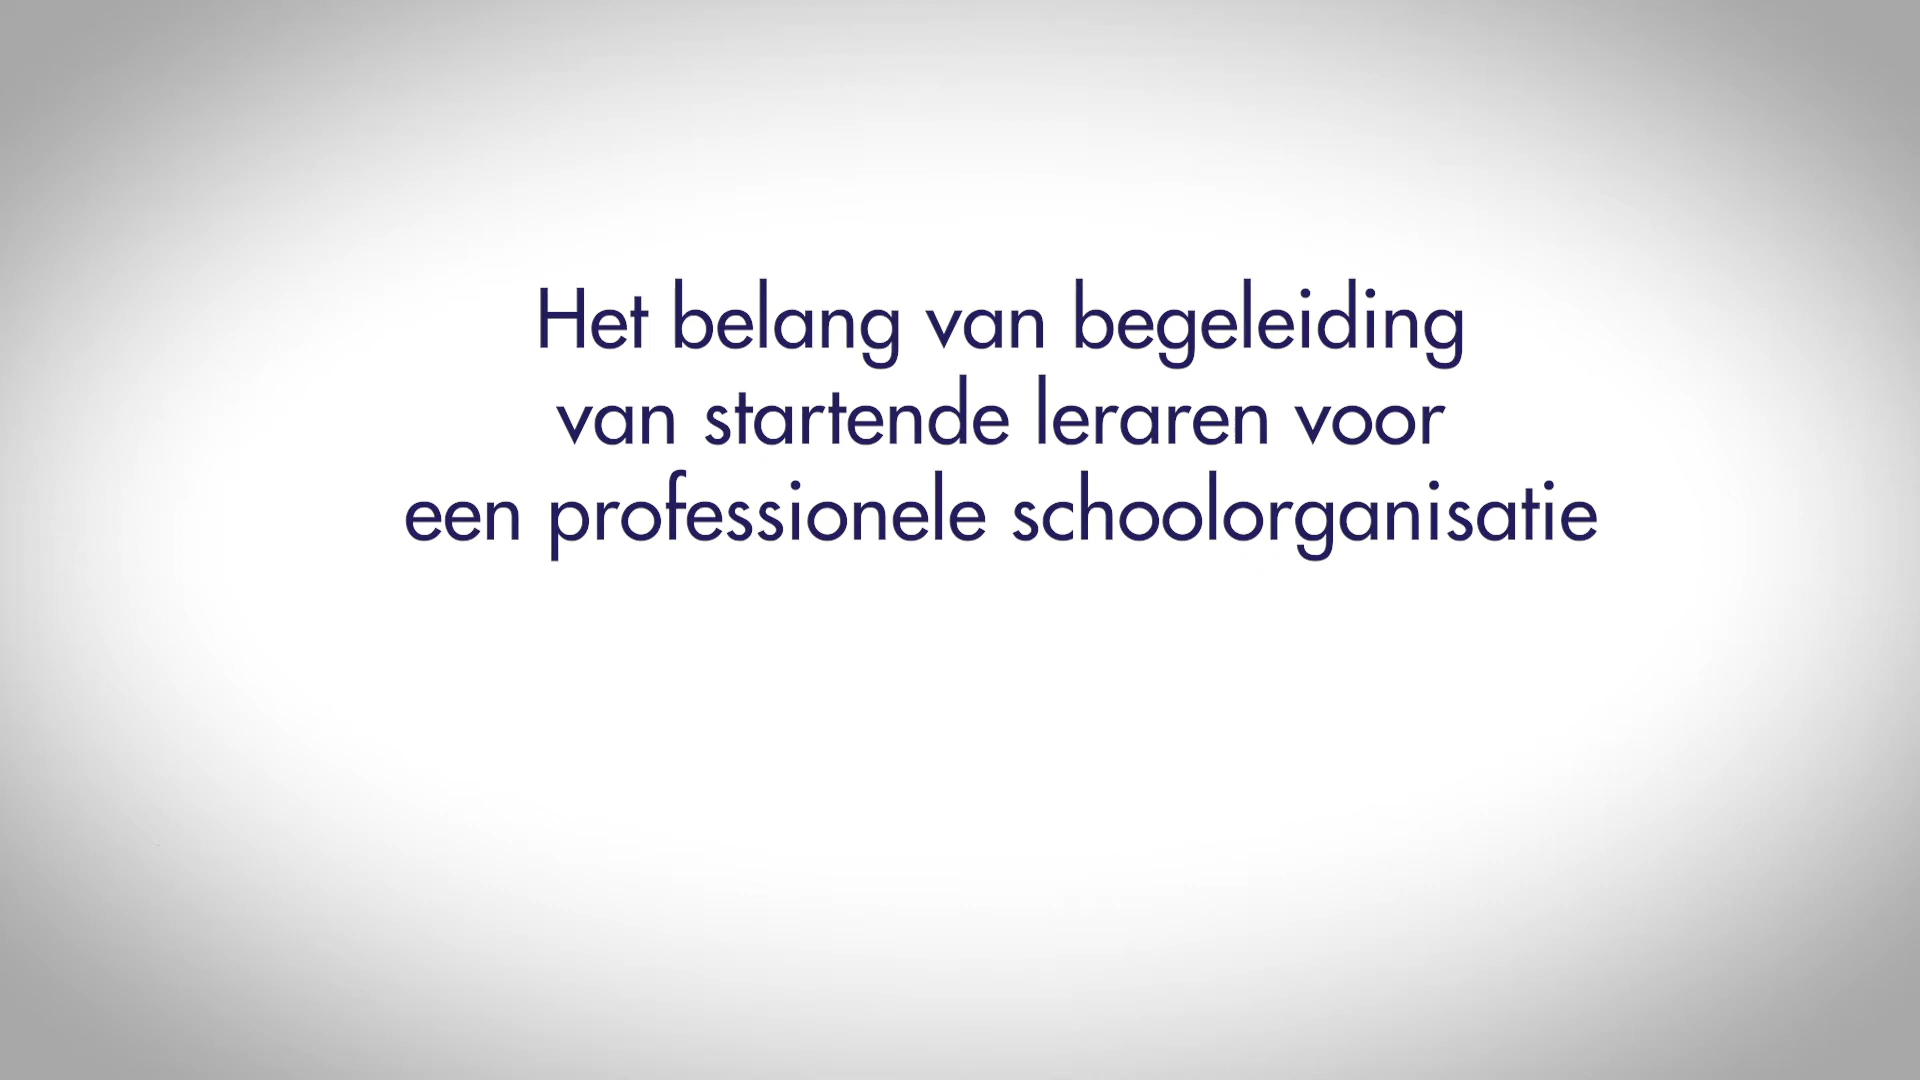 Het belang van begeleiding
van startende leraren voor
een professionele schoolorganisatie